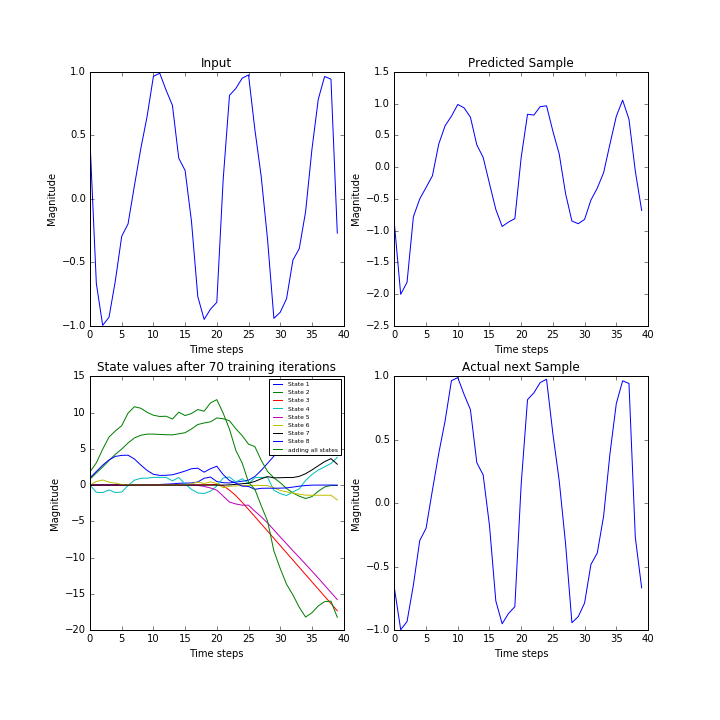 Input
Magnitude
1.0
0.5
0.0
−0.5
−1.0
0 5 10 15 20 25 30 35 40
Time steps
Predicted Sample
Magnitude
1.5
1.0
0.5
0.0
−0.5
−1.0
−1.5
−2.0
−2.5
0 5 10 15 20 25 30 35 40
Time steps
State values after 70 training iterations
Magnitude
15
10
5
0
−5
−10
−15
−20
0 5 10 15 20 25 30 35 40
Time steps
State 1
State 2
State 3
State 4
State 5
State 6
State 7
State 8
adding all states
Actual next Sample
Magnitude
1.0
0.5
0.0
−0.5
−1.0
0 5 10 15 20 25 30 35 40
Time steps